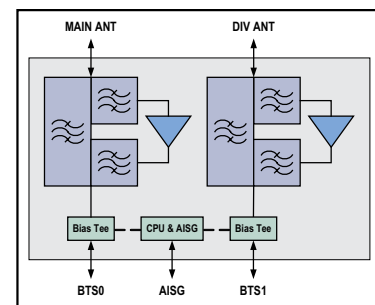 MAIN ANT DIV ANT
Bias Tee CPU & AISG Bias Tee
BTS0 AISG BTS1